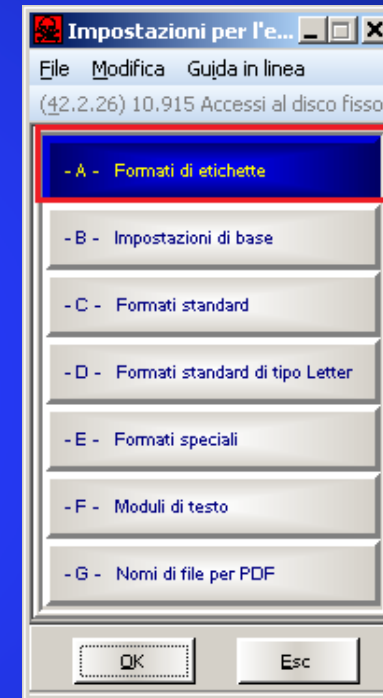 Impostazioni per l'e...
File Modifica Guida in linea
(42.2.26) 10.915 Accessi al disco fisso
- A - Formati di etichette
- B - Impostazioni di base
- C - Formati standard
- D - Formati standard di tipo Letter
- E - Formati speciali
- F - Moduli di testo
- G - Nomi di file per PDF
OK Esc